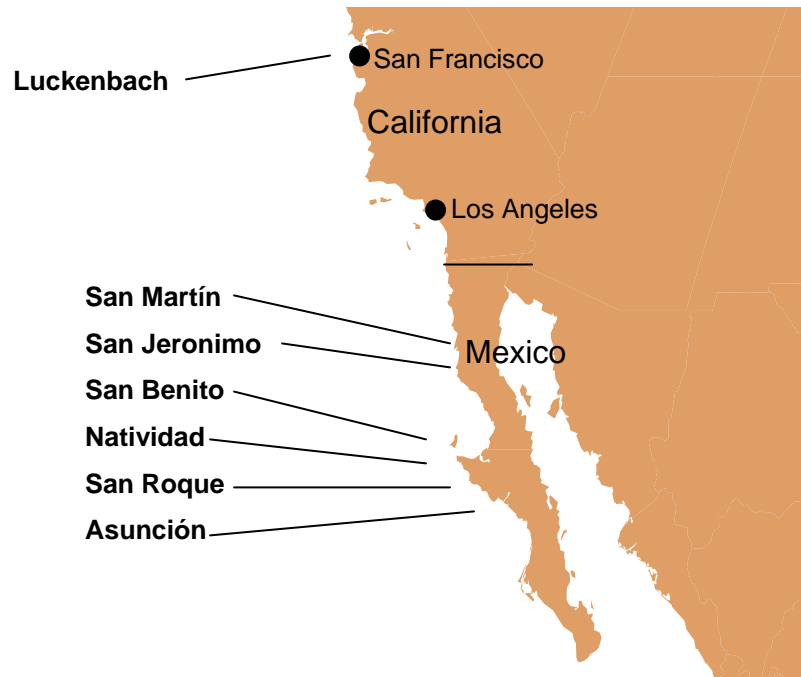 San Francisco
Luckenbach
California
Los Angeles
San Martín
San Jeronimo
Mexico
San Benito
Natividad
San Roque
Asunción